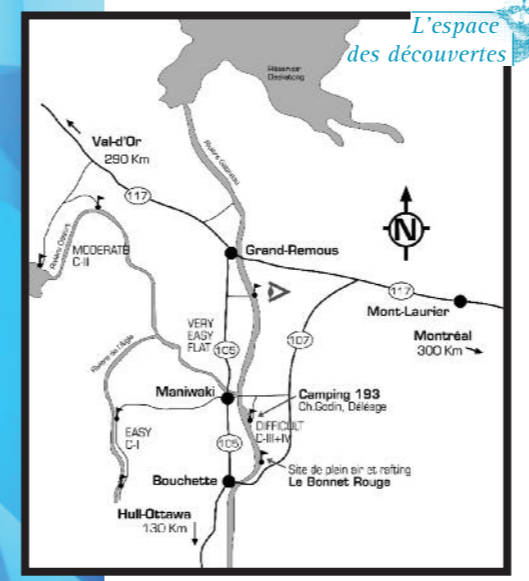 L'espace
des découvertes
Réservoir
Baskatong
Val-d'Or
290 Km
Rivière Gatineau
117
Rivière Désert
MODERATE
C-II
N
Grand-Remous
117
Mont-Laurier
VERY
EASY
FLAT
105
107
Montréal
300 Km
Rivière de l'Aigle
Maniwaki
Camping 193
Ch.Godin, Déléage
EASY
C-I
DIFFICULT
C-III+IV
105
Site de plein air et rafting
Le Bonnet Rouge
Bouchette
Hull-Ottawa
130 Km